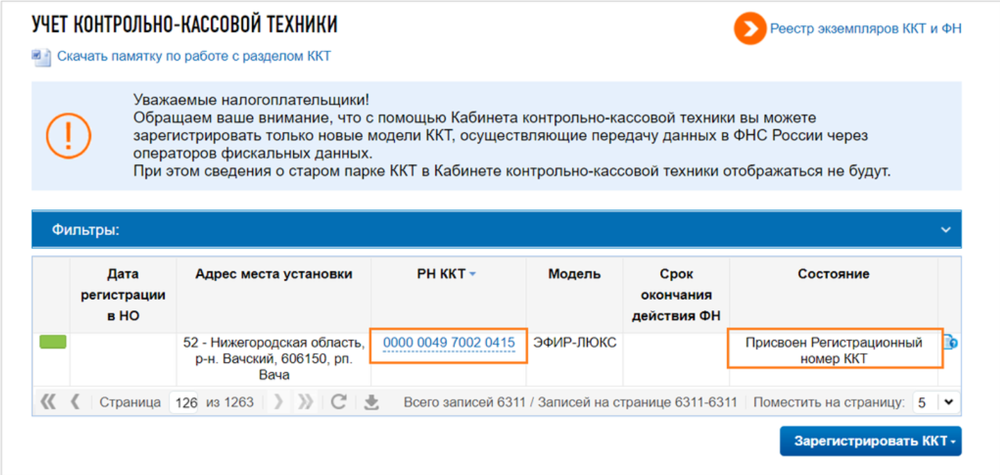 УЧЕТ КОНТРОЛЬНО-КАССОВОЙ ТЕХНИКИ
Реестр экземпляров ККТ и ФН
Скачать памятку по работе с разделом ККТ
Уважаемые налогоплательщики!
Обращаем ваше внимание, что с помощью Кабинета контрольно-кассовой техники вы можете
зарегистрировать только новые модели ККТ, осуществляющие передачу данных в ФНС России через
операторов фискальных данных.
При этом сведения о старом парке ККТ в Кабинете контрольно-кассовой техники отображаться не будут.
Фильтры:
Дата
регистрации
в НО
Адрес места установки
РН ККТ
Модель
Срок
окончания
действия ФН
Состояние
52 - Нижегородская область,
р-н. Вачский, 606150, рп.
Вача
0000 0049 7002 0415
ЭФИР-ЛЮКС
Присвоен Регистрационный
номер ККТ
Страница 126 из 1263
Всего записей 6311 / Записей на странице 6311-6311
Поместить на страницу: 5
Зарегистрировать ККТ